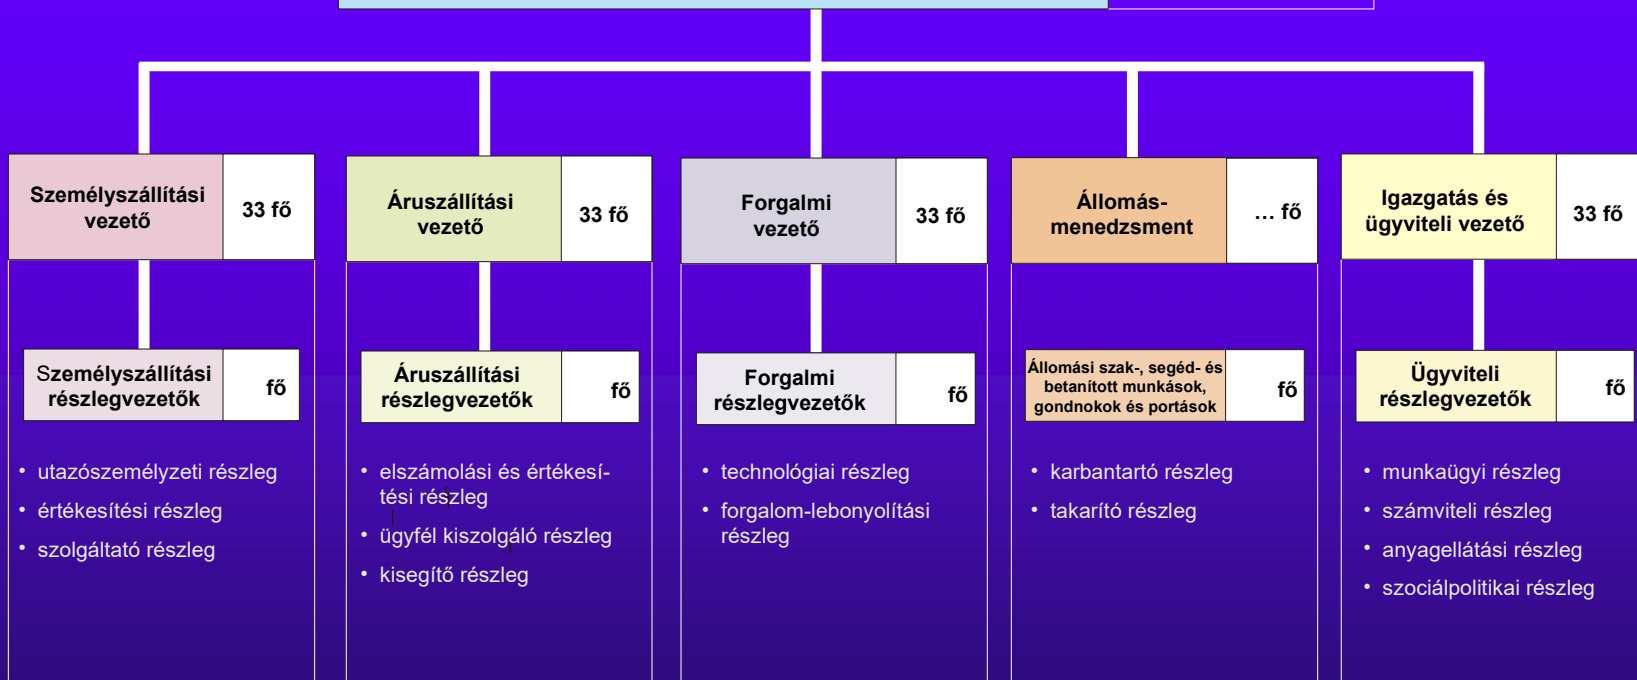 Személyszállítási
vezető
33 fő
Áruszállítási
vezető
33 fő
Forgalmi
vezető
33 fő
Állomás-
menedzsment
... fő
Igazgatás és
ügyviteli vezető
33 fő
Személyszállítási
részlegvezetők
fő
Áruszállítási
részlegvezetők
fő
Forgalmi
részlegvezetők
fő
Állomási szak-, segéd- és
betanított munkások,
gondnokok és portások
fő
Ügyviteli
részlegvezetők
fő
• utazószemélyzeti részleg
• értékesítési részleg
• szolgáltató részleg
• elszámolási és értékesí-
tési részleg
• ügyfél kiszolgáló részleg
• kisegítő részleg
• technológiai részleg
• forgalom-lebonyolítási
részleg
• karbantartó részleg
• takarító részleg
• munkaügyi részleg
• számviteli részleg
• anyagellátási részleg
• szociálpolitikai részleg